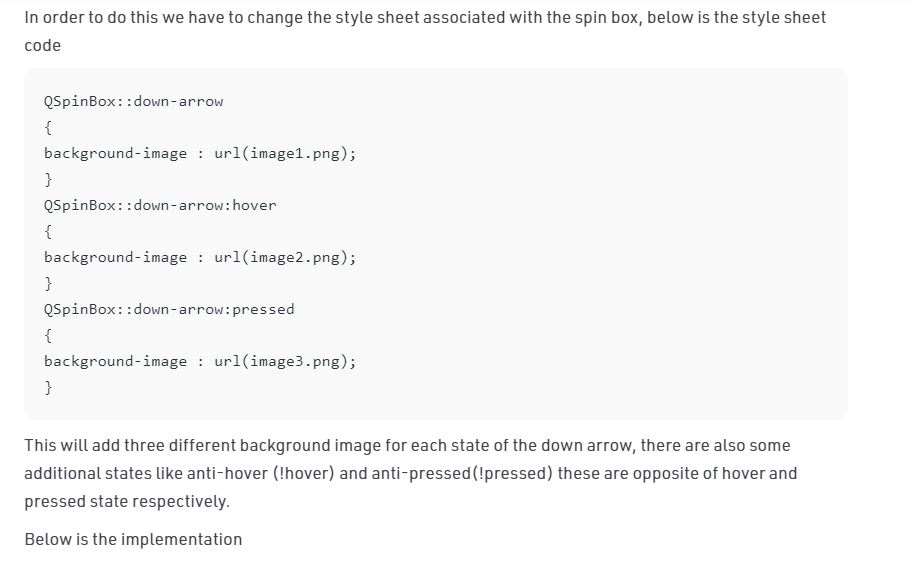 In order to do this we have to change the style sheet associated with the spin box, below is the style sheet
code
QSpinBox::down-arrow
{
background-image : url(image1.png);
}
QSpinBox::down-arrow:hover
{
background-image : url(image2.png);
}
QSpinBox::down-arrow:pressed
{
background-image : url(image3.png);
}
This will add three different background image for each state of the down arrow, there are also some
additional states like anti-hover (!hover) and anti-pressed(!pressed) these are opposite of hover and
pressed state respectively.
Below is the implementation